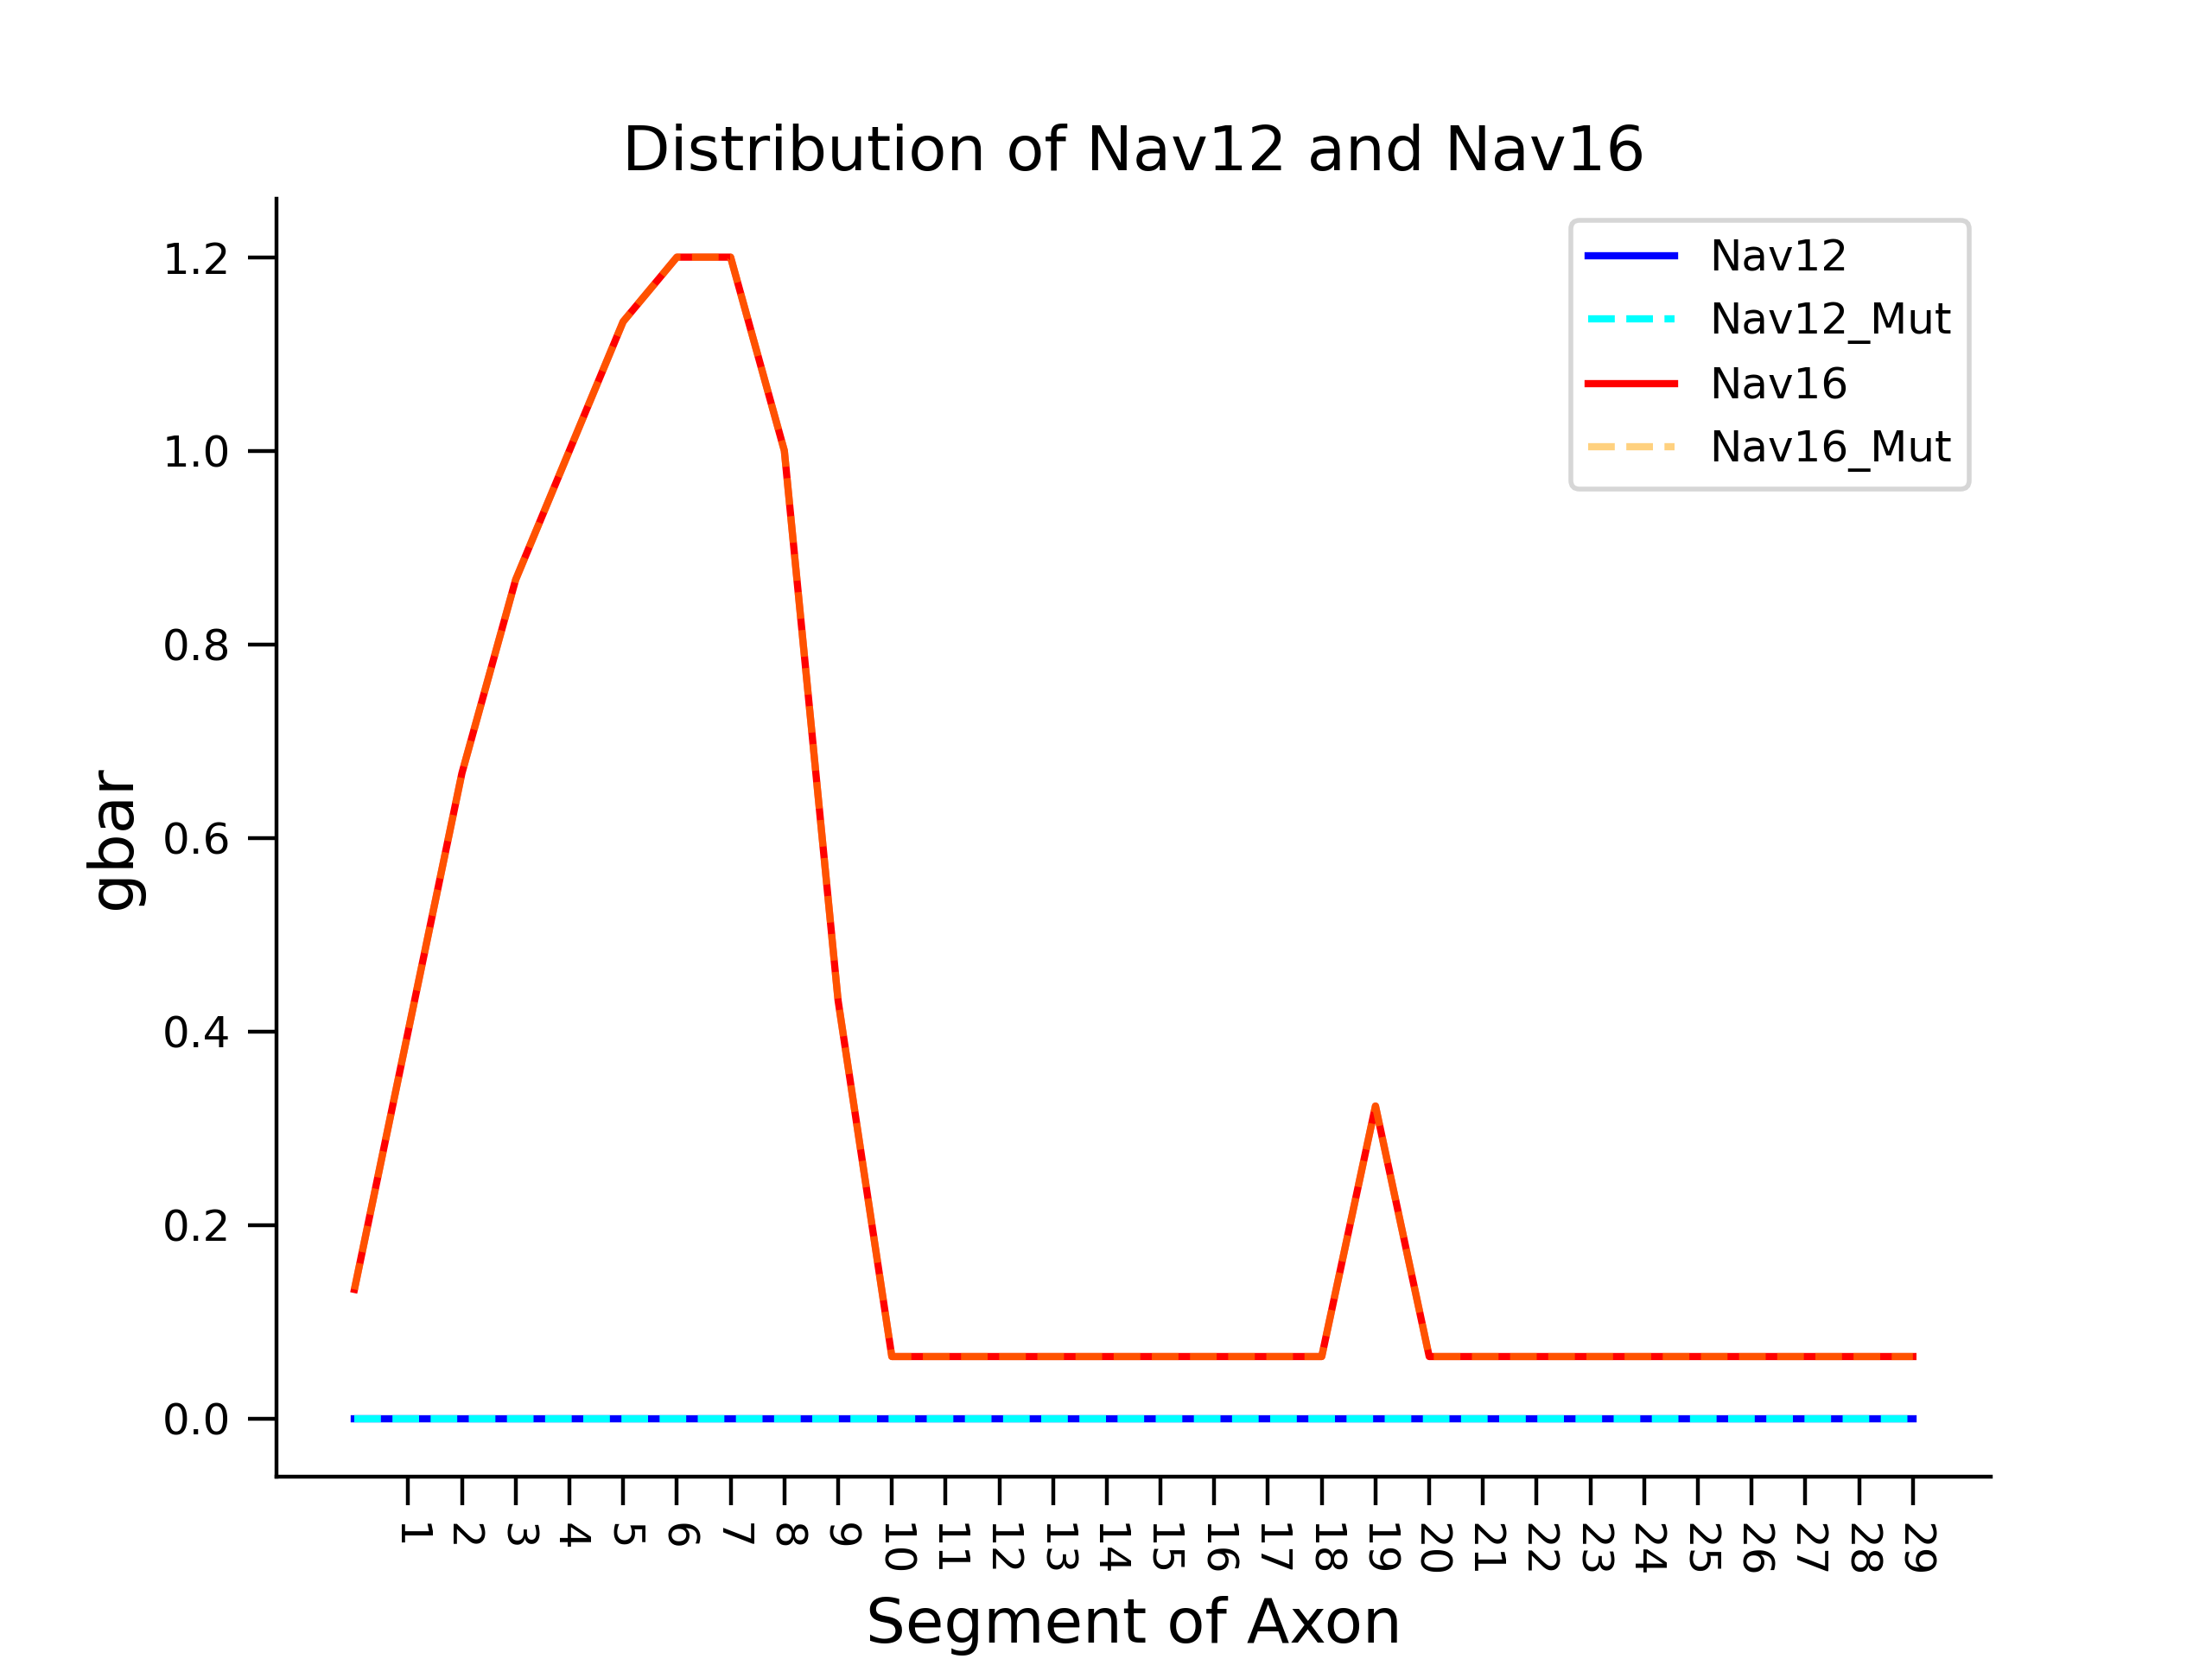 Distribution of Nav12 and Nav16
Nav12
Nav12_Mut
Nav16
Nav16_Mut
gbar
1.2
1.0
0.8
0.6
0.4
0.2
0.0
1 2 3 4 5 6 7 8 9 10 11 12 13 14 15 16 17 18 19 20 21 22 23 24 25 26 27 28 29
Segment of Axon